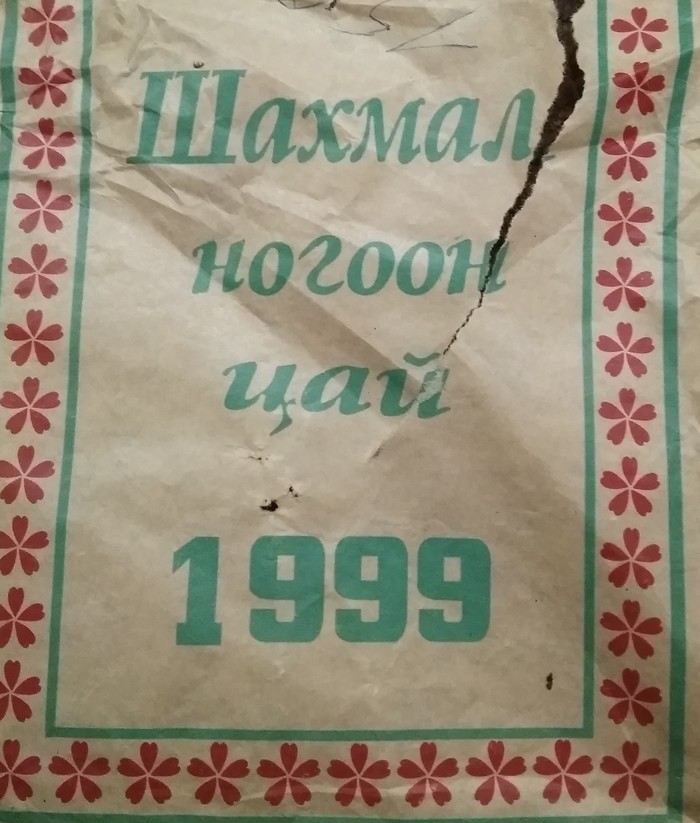 Шахмал
ногоон
цай
1999